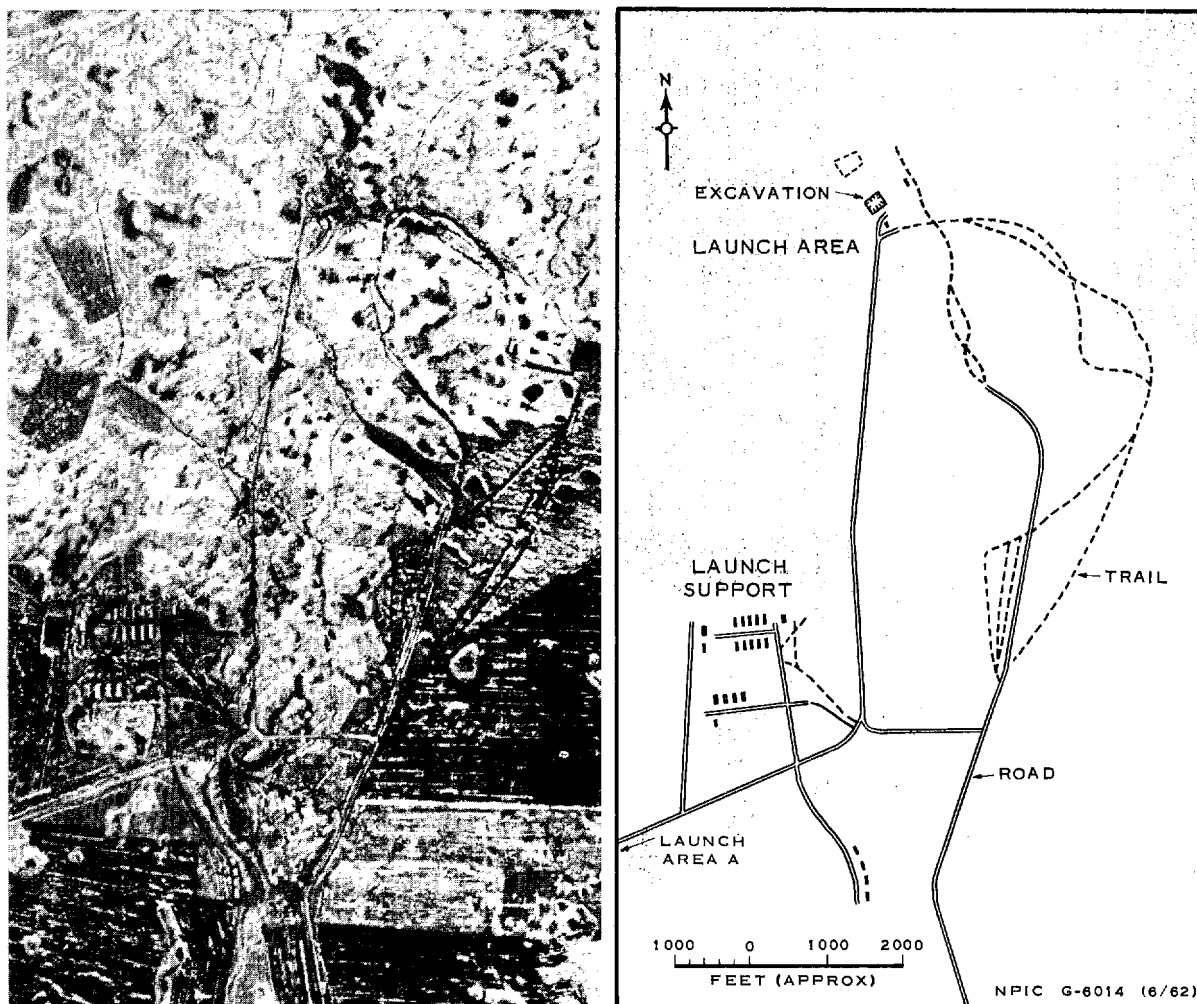 N
EXCAVATION
LAUNCH AREA
LAUNCH
SUPPORT
TRAIL
ROAD
LAUNCH
AREA A
1000 0 1000 2000
FEET (APPROX)
NPIC G-6014 (6/62)